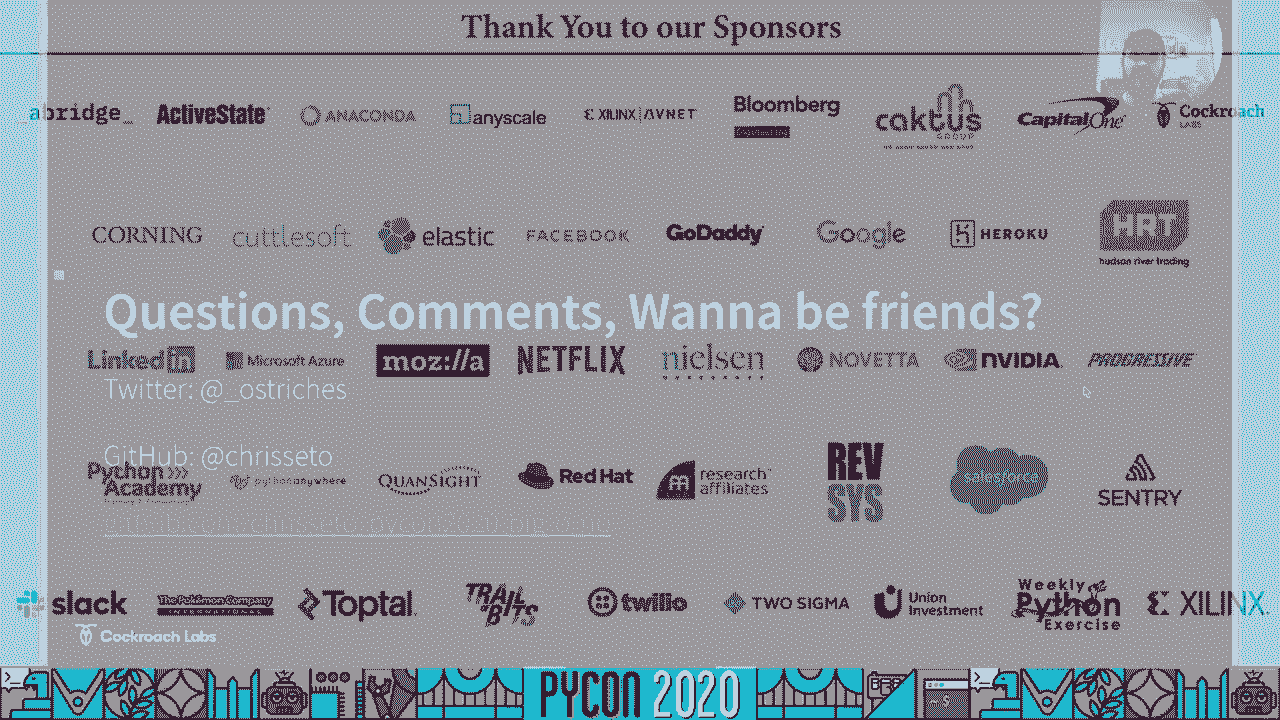 Thank You to our Sponsors
abridge_ ActiveState ANACONDA anyscale XILINX AVNET Bloomberg caktus GROUP CapitalOne Cockroach LABS
CORNING cuttlesoft elastic FACEBOOK GoDaddy Google HEROKU HRT hudson river trading
Questions, Comments, Wanna be friends?
LinkedIn Microsoft Azure moz://a NETFLIX nielsen NOVETTA NVIDIA. PROGRESSIVE
Twitter: @_ostriches
GitHub: @chrisseto
Python Academy pythonanywhere QUANSIGHT Red Hat research affiliates REV SYS salesforce SENTRY
slack The Pokémon Company INTERNATIONAL Toptal TRAIL OF BITS twilio TWO SIGMA Union Investment Weekly Python Exercise XILINX
Cockroach Labs
PYCON 2020